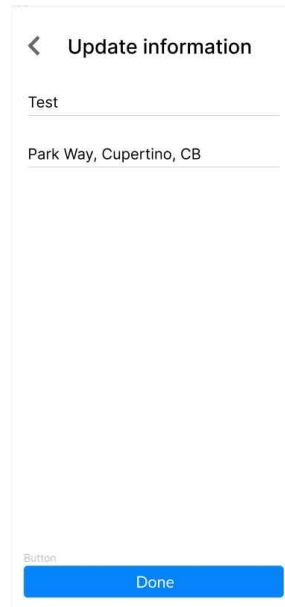 Update information
Test
Park Way, Cupertino, CB
Button
Done